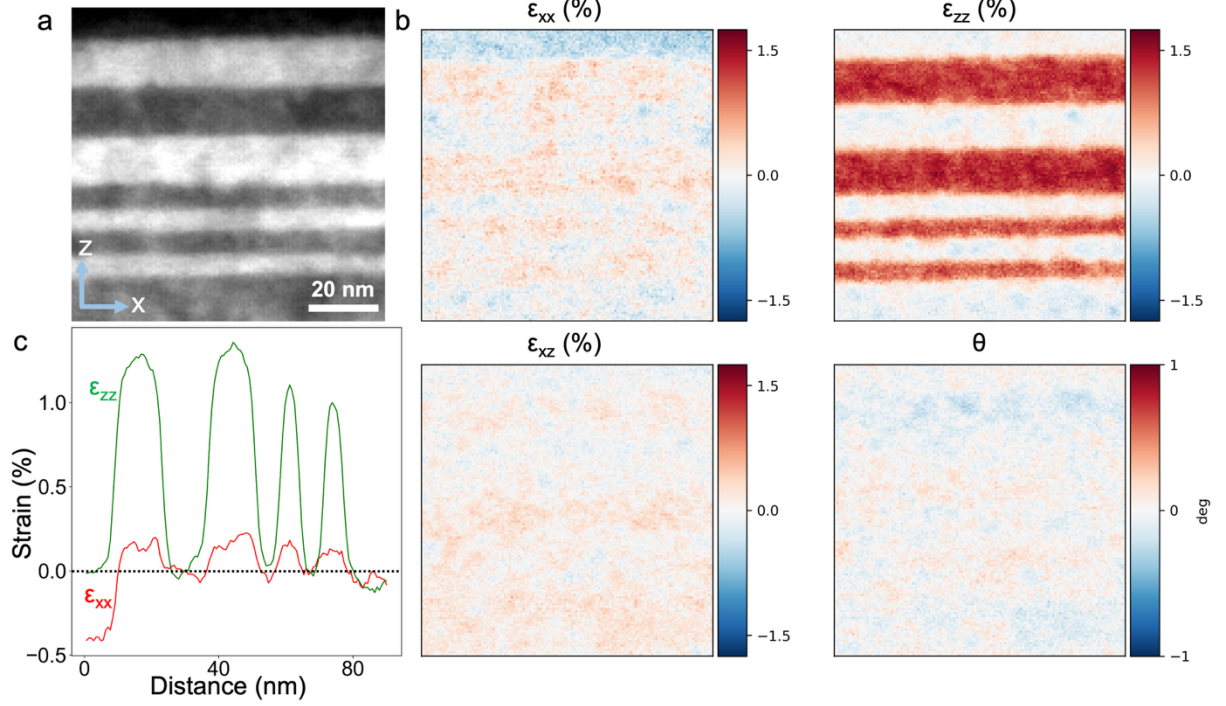 a
Z
X
20 nm
b
εxx (%)
1.5
0.0
−1.5
εzz (%)
1.5
0.0
−1.5
c
εzz
εxx
1.0
0.5
0.0
−0.5
Strain (%)
0
40
80
Distance (nm)
εxz (%)
1.5
0.0
−1.5
θ
1
0
−1
deg